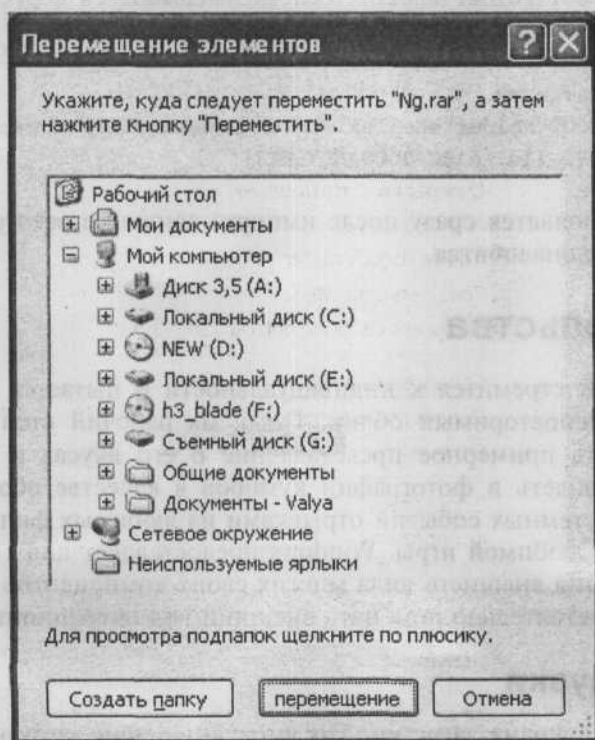 Перемещение элементов
Укажите, куда следует переместить "Ng.rar", а затем
нажмите кнопку "Переместить".
Рабочий стол
Мои документы
Мой компьютер
Диск 3,5 (A:)
Локальный диск (C:)
NEW (D:)
Локальный диск (E:)
h3_blade (F:)
Съемный диск (G:)
Общие документы
Документы - Valya
Сетевое окружение
Неиспользуемые ярлыки
Для просмотра подпапок щелкните по плюсику.
Создать папку
перемещение
Отмена